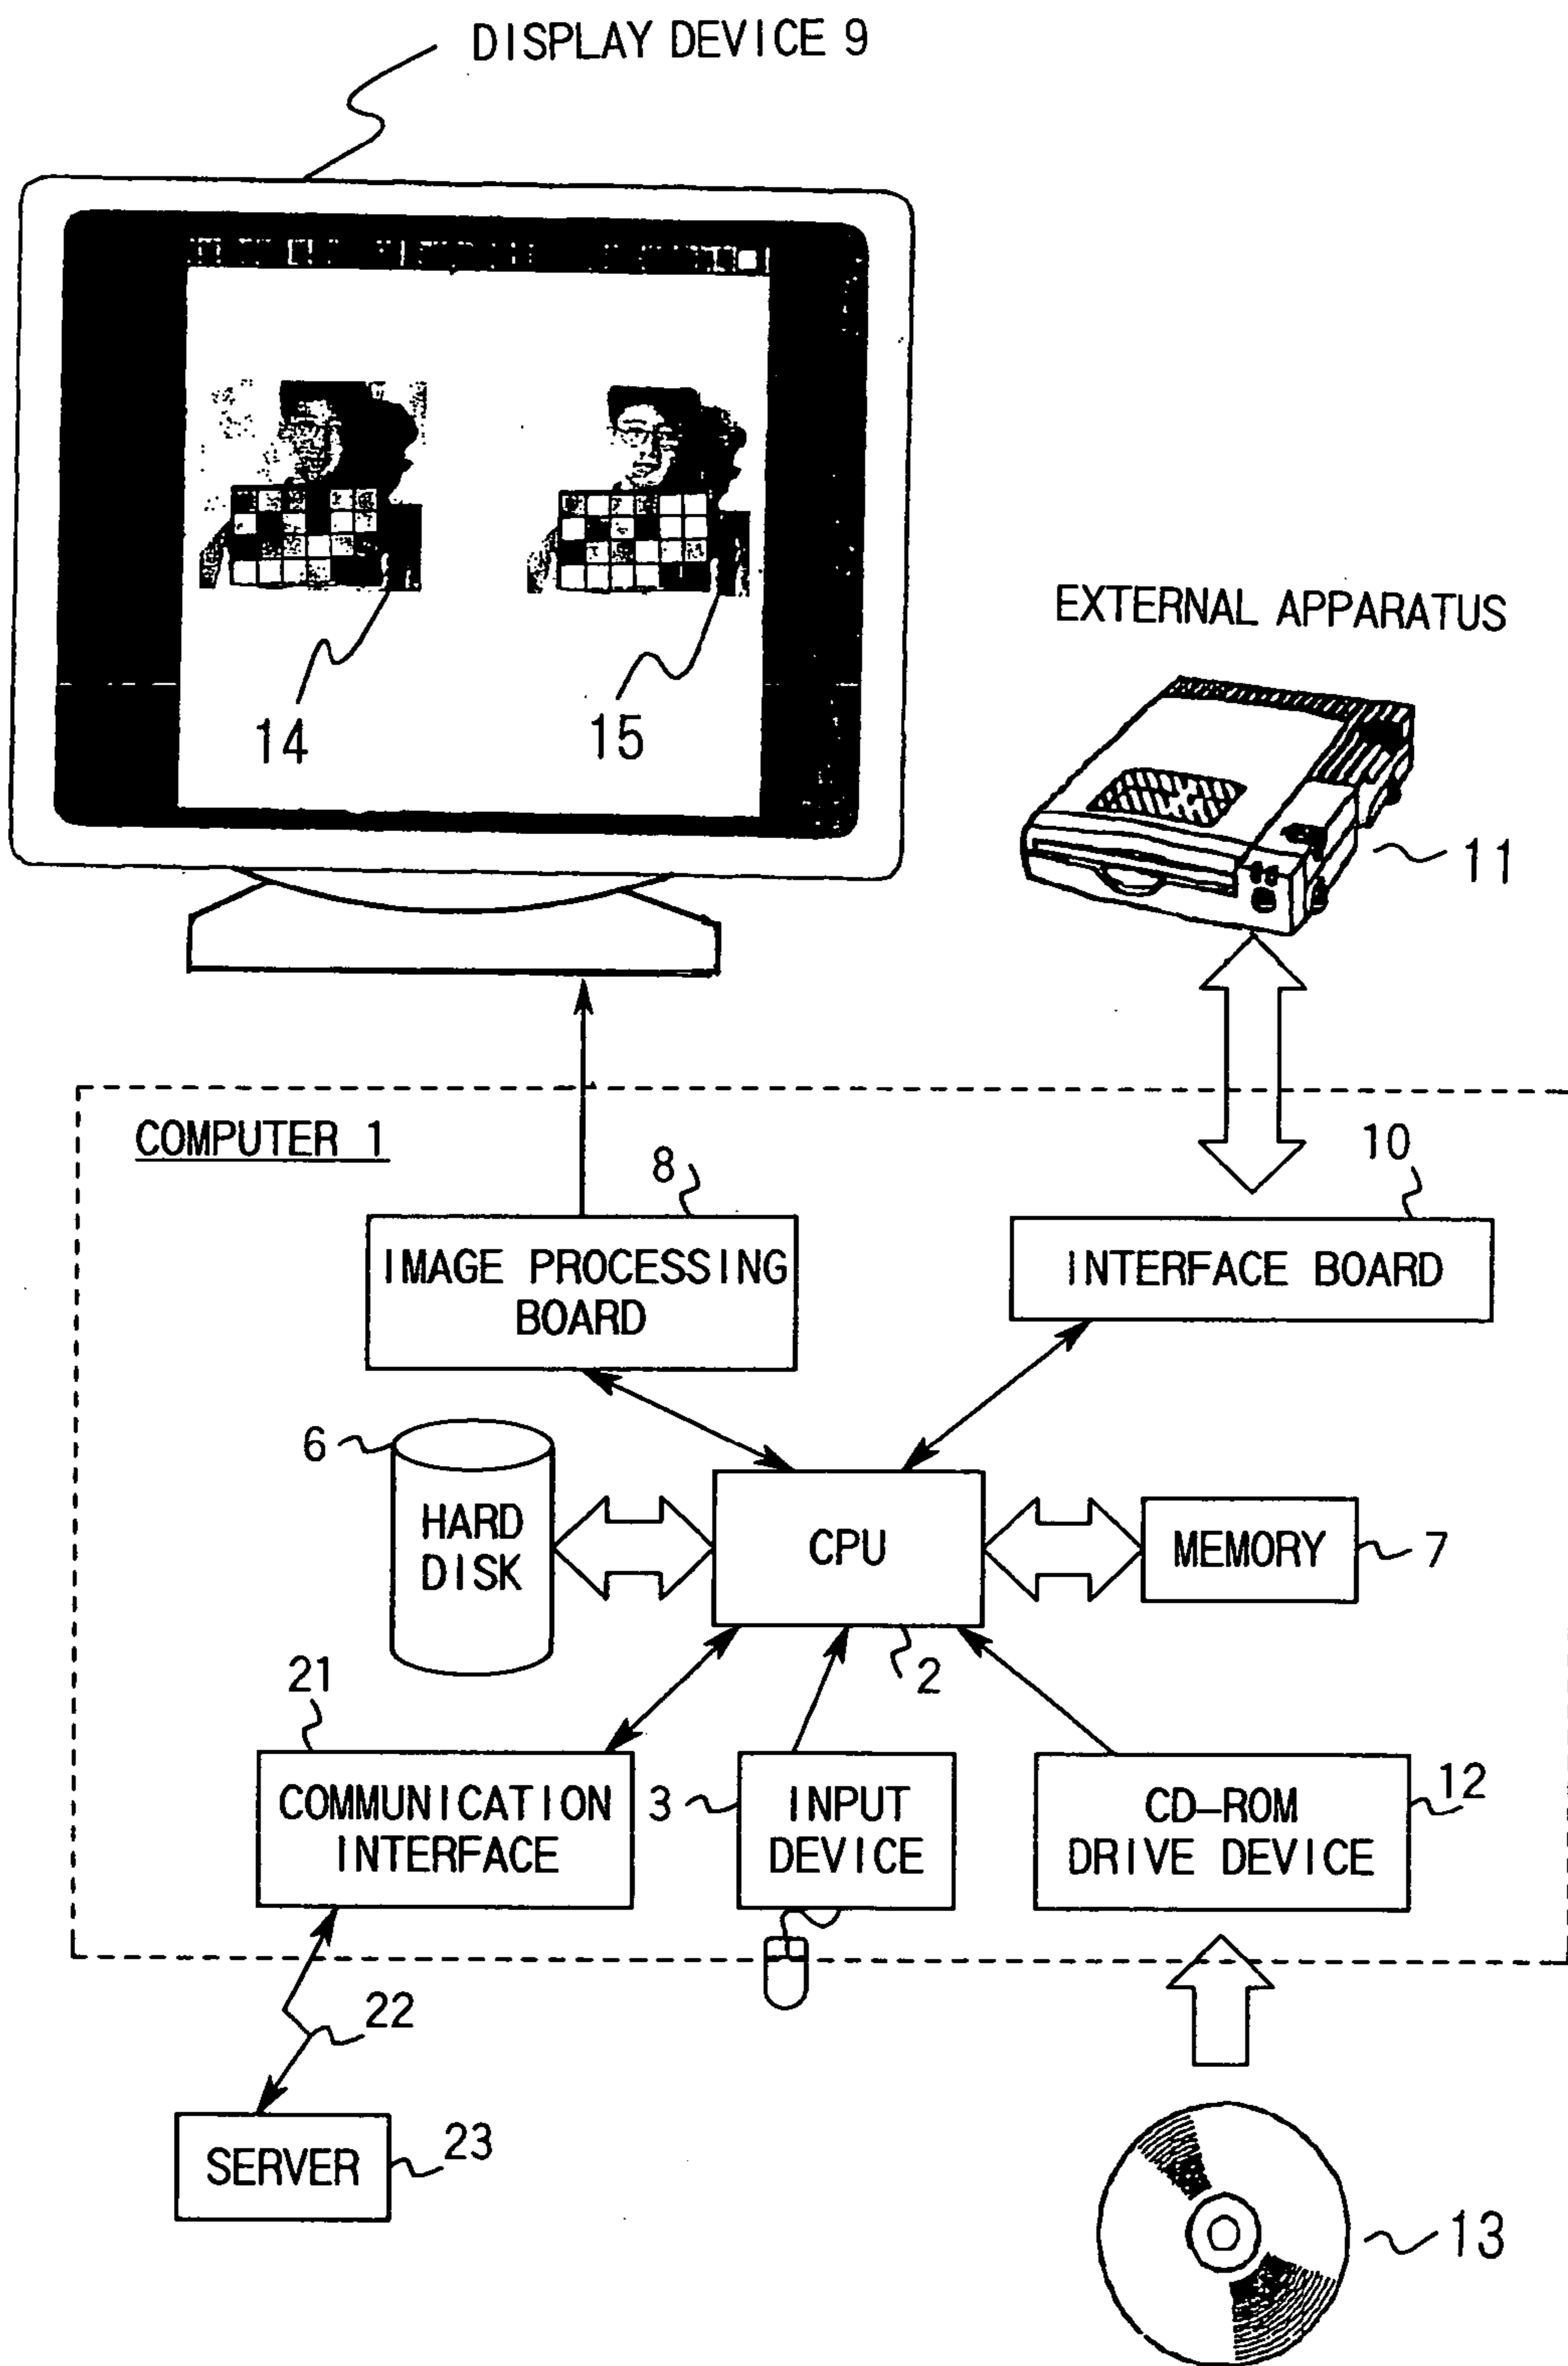 DISPLAY DEVICE 9
14
15
EXTERNAL APPARATUS
11
COMPUTER 1
8
10
IMAGE PROCESSING
BOARD
INTERFACE BOARD
6
HARD
DISK
CPU
MEMORY
7
2
21
COMMUNICATION
INTERFACE
3
INPUT
DEVICE
CD-ROM
DRIVE DEVICE
12
22
SERVER
23
13